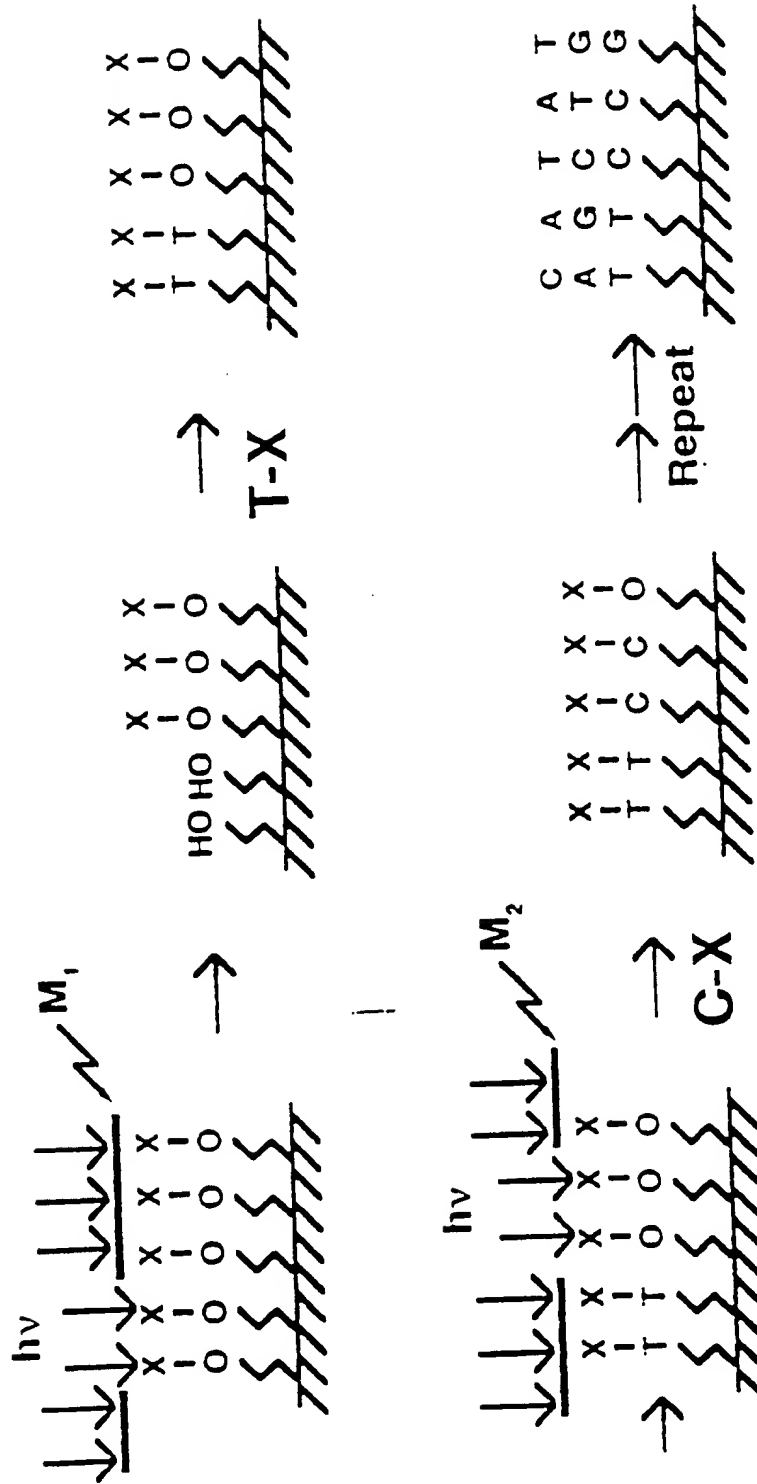 hν
M₁
X X X X X
O O O O O
X X X
HO HO O O O
T-X
X X X X X
T T O O O
hν
M₂
X X X X X
T T O O O
C-X
X X X X X
T T C C O
Repeat
C A T A T
A G C T G
T T C C G